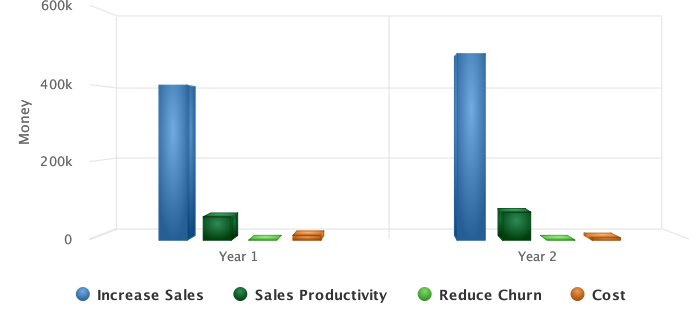 600k
400k
200k
0
Money
Year 1
Year 2
Increase Sales
Sales Productivity
Reduce Churn
Cost